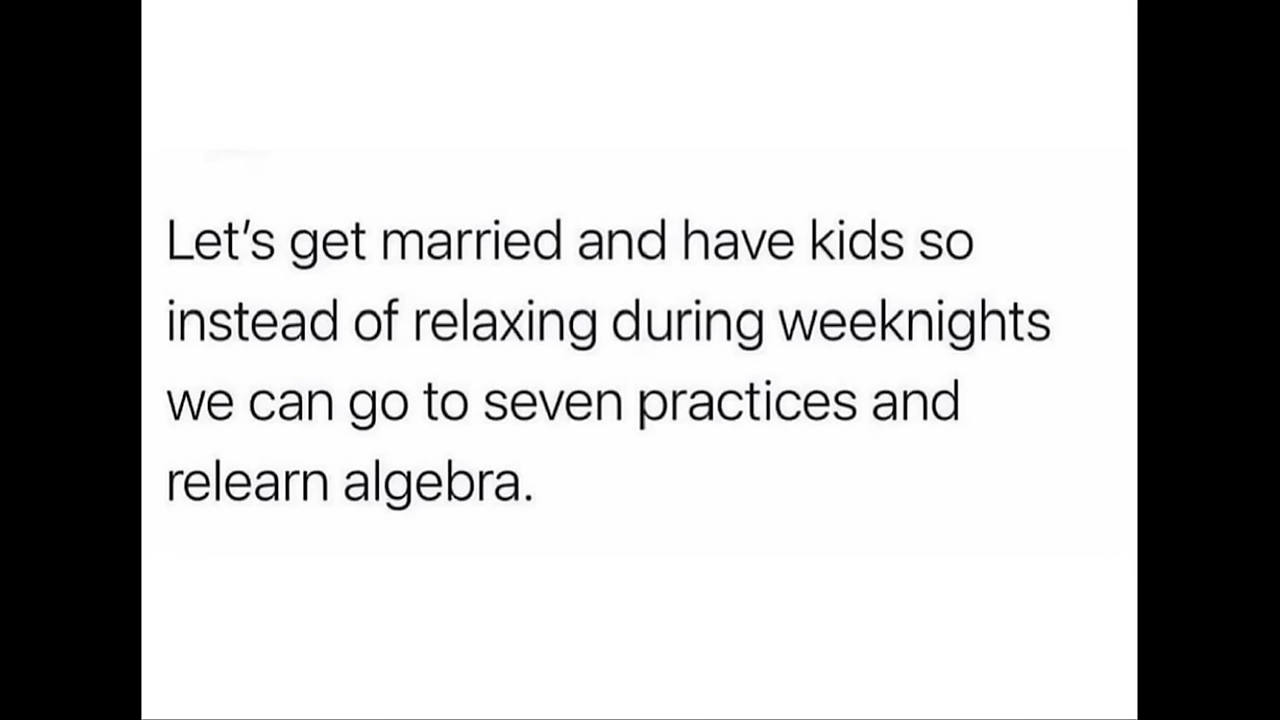 Let's get married and have kids so
instead of relaxing during weeknights
we can go to seven practices and
relearn algebra.